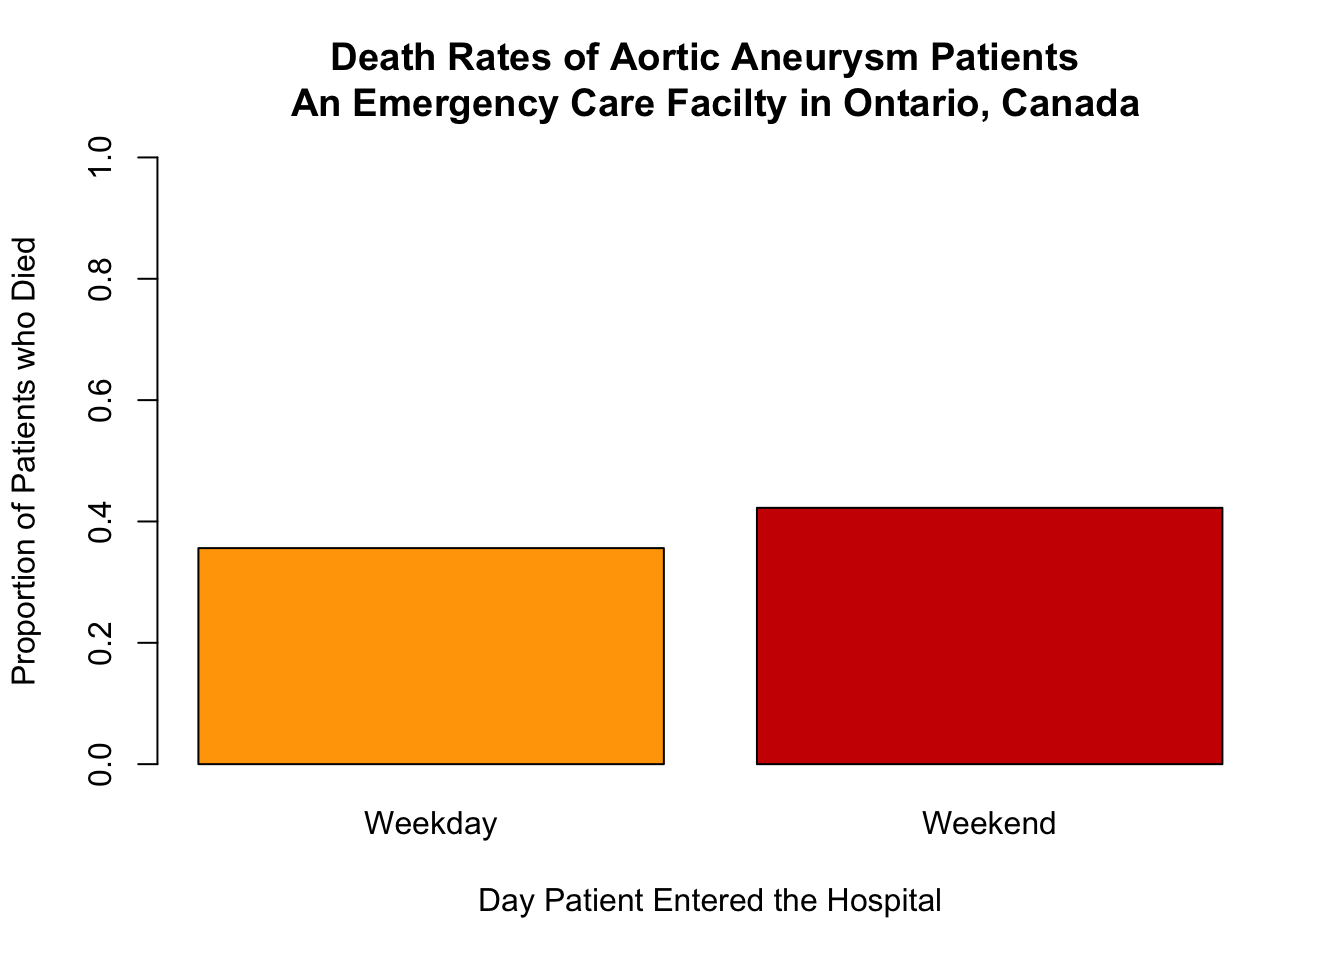 Death Rates of Aortic Aneurysm Patients
An Emergency Care Facilty in Ontario, Canada
Proportion of Patients who Died
1.0
0.8
0.6
0.4
0.2
0.0
Weekday Weekend
Day Patient Entered the Hospital